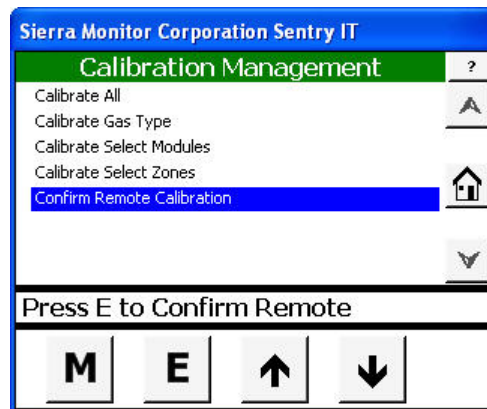 Sierra Monitor Corporation Sentry IT
Calibration Management
?
Calibrate All
Calibrate Gas Type
Calibrate Select Modules
Calibrate Select Zones
Confirm Remote Calibration
Press E to Confirm Remote
M E